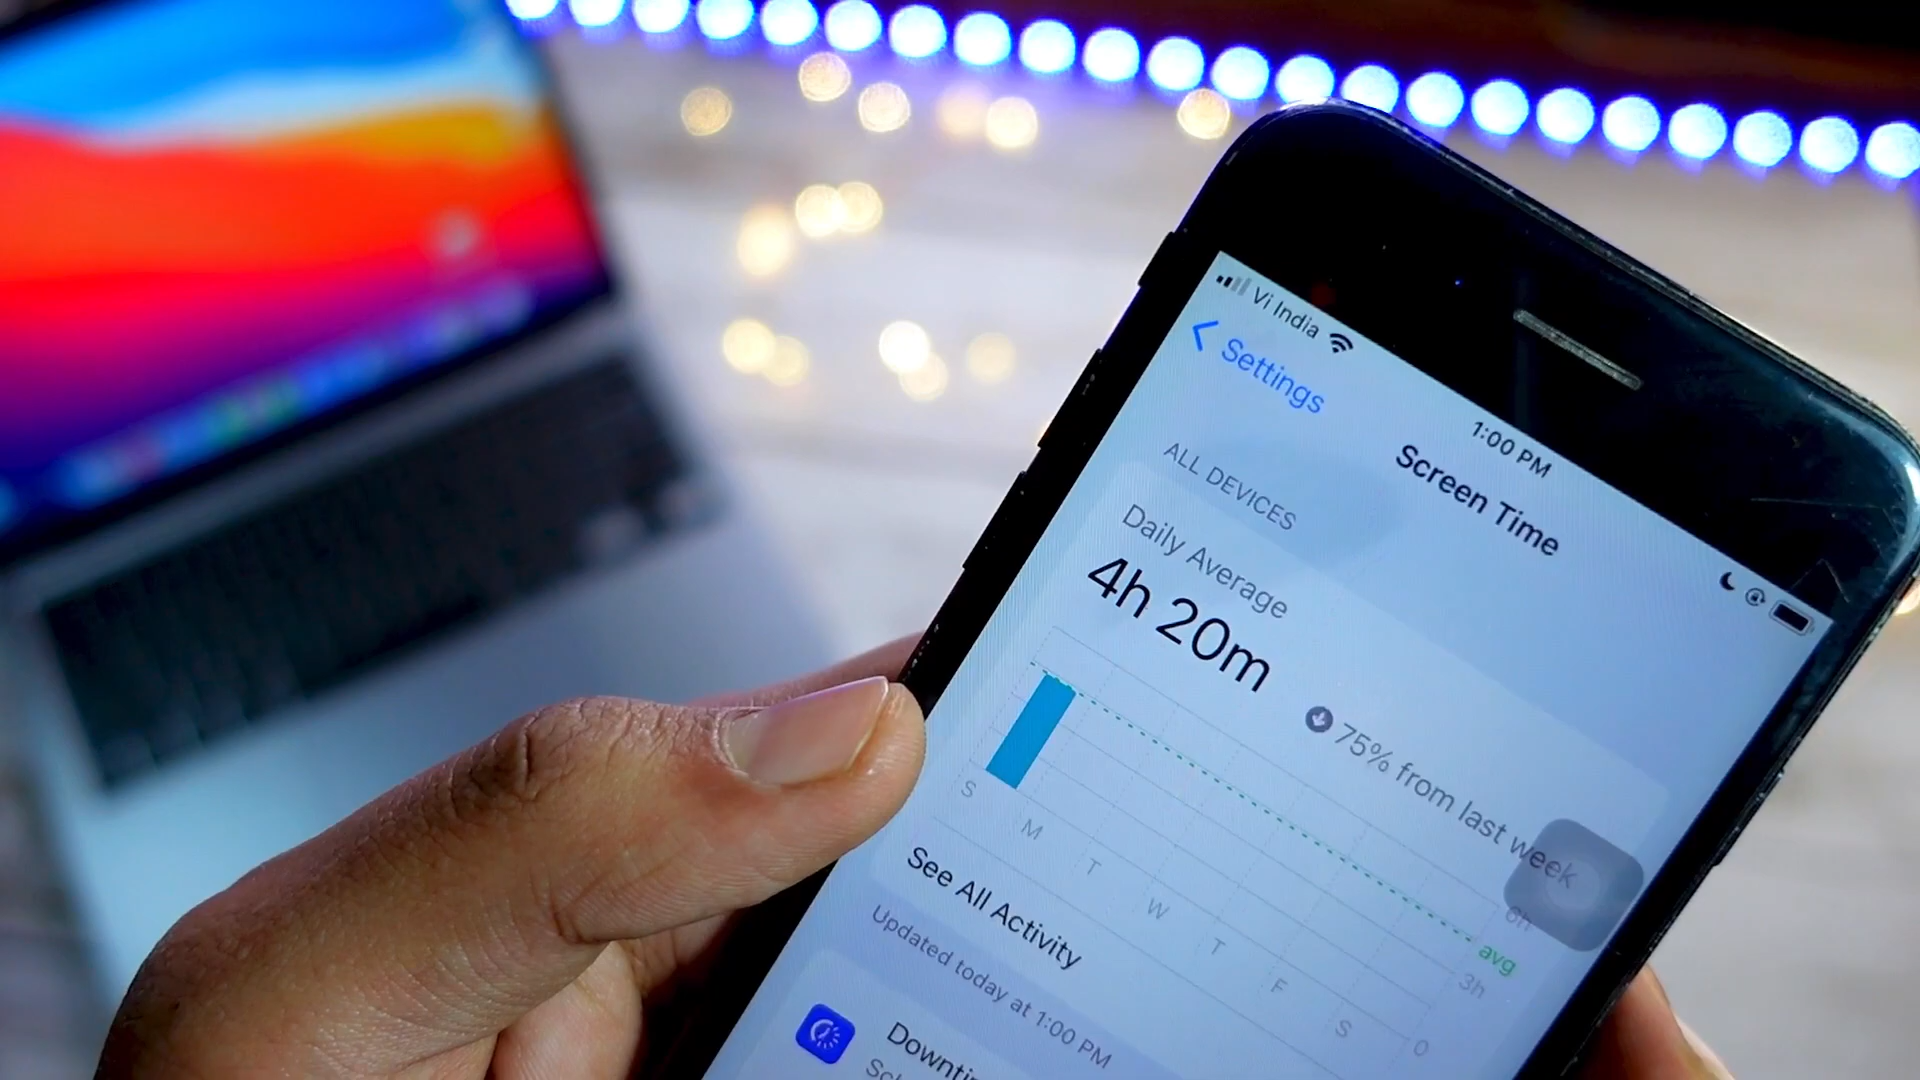 Vi India
1:00 PM
Settings
Screen Time
ALL DEVICES
Daily Average
4h 20m
75% from last week
6h
avg
3h
0
S M T W T F S
See All Activity
Updated today at 1:00 PM